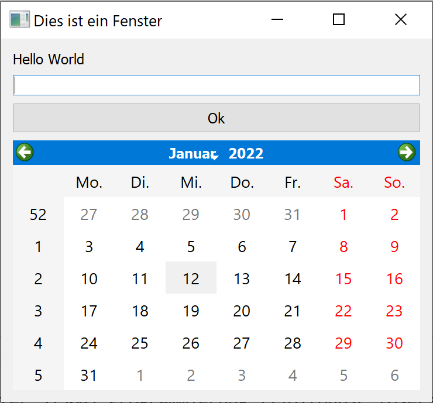 Dies ist ein Fenster
Hello World
Ok
Januar 2022
Mo. Di. Mi. Do. Fr. Sa. So.
52 27 28 29 30 31 1 2
1 3 4 5 6 7 8 9
2 10 11 12 13 14 15 16
3 17 18 19 20 21 22 23
4 24 25 26 27 28 29 30
5 31 1 2 3 4 5 6